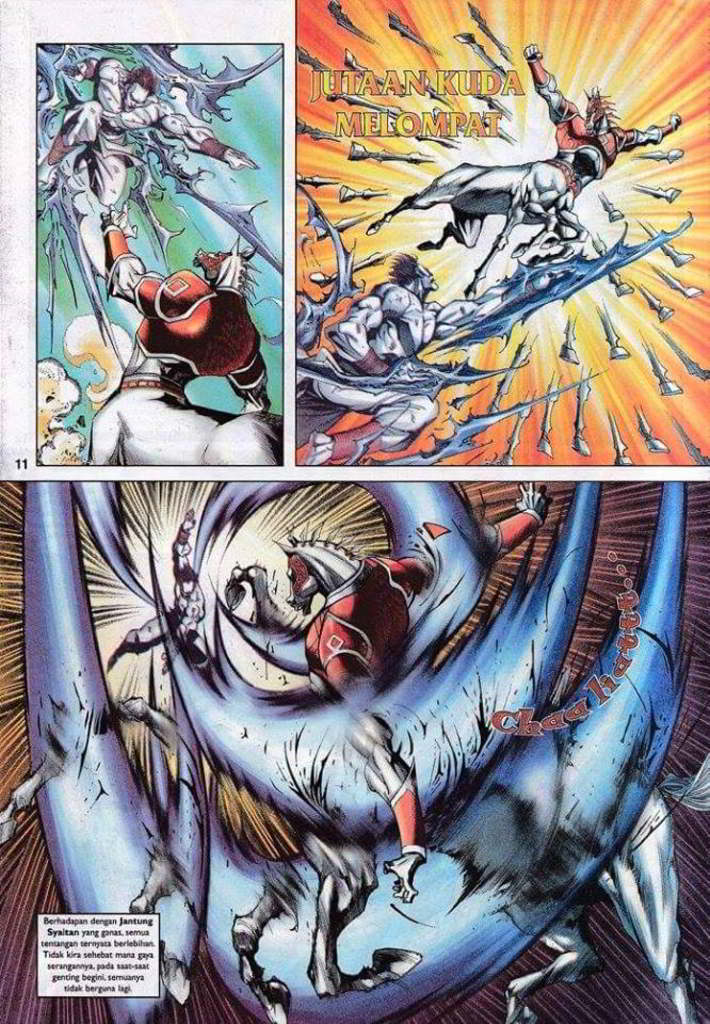 JUTAAN KUDA
MELOMPAT
11
Chaa hattt...
Berhadapan dengan Jantung
Syaitan yang ganas, semua
tentangan ternyata berlebihan.
Tidak kira sehebat mana gaya
serangannya, pada saat-saat
genting begini, semuanya
tidak berguna lagi.